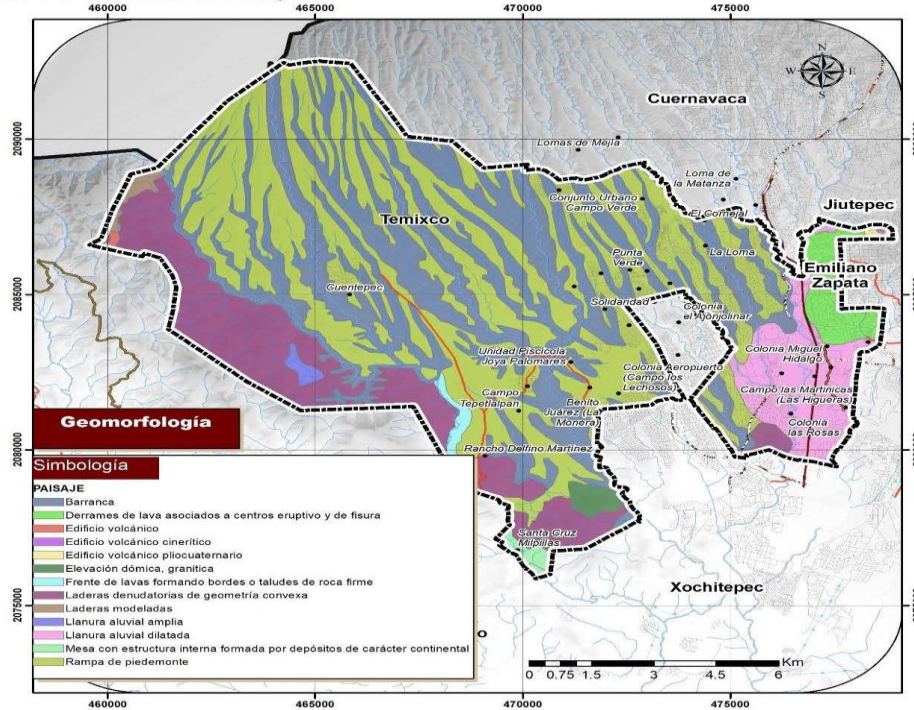 460000
465000
470000
475000
N
W
E
S
2090000
2085000
2080000
2075000
Cuernavaca
Lomas de Mejía
Loma de
la Matanza
Jiutepec
Conjunto Urbano
Campo Verde
Temixco
El Cornejal
La Loma
Punta
Verde
Emiliano
Zapata
Cuentepec
Solidaridad
Colonia
el Ajonjolinar
Unidad Piscícola
Joya Palomares
Colonia Miguel
Hidalgo
Colonia Aeropuerto
(Campo los
Lechosos)
Campo
Tepetlalpan
Benito
Juárez (La
Monera)
Campo las Martinicas
(Las Higueras)
Colonia
las Rosas
Rancho Delfino Martínez
Santa Cruz
Milpillas
Xochitepec
o
Geomorfología
Simbología
PAISAJE
Barranca
Derrames de lava asociados a centros eruptivo y de fisura
Edificio volcánico
Edificio volcánico cinerítico
Edificio volcánico pliocuaternario
Elevación dómica, granitica
Frente de lavas formando bordes o taludes de roca firme
Laderas denudatorias de geometría convexa
Laderas modeladas
Llanura aluvial amplia
Llanura aluvial dilatada
Mesa con estructura interna formada por depósitos de carácter continental
Rampa de piedemonte
Km
0 0.75 1.5 3 4.5 6
460000
465000
470000
475000